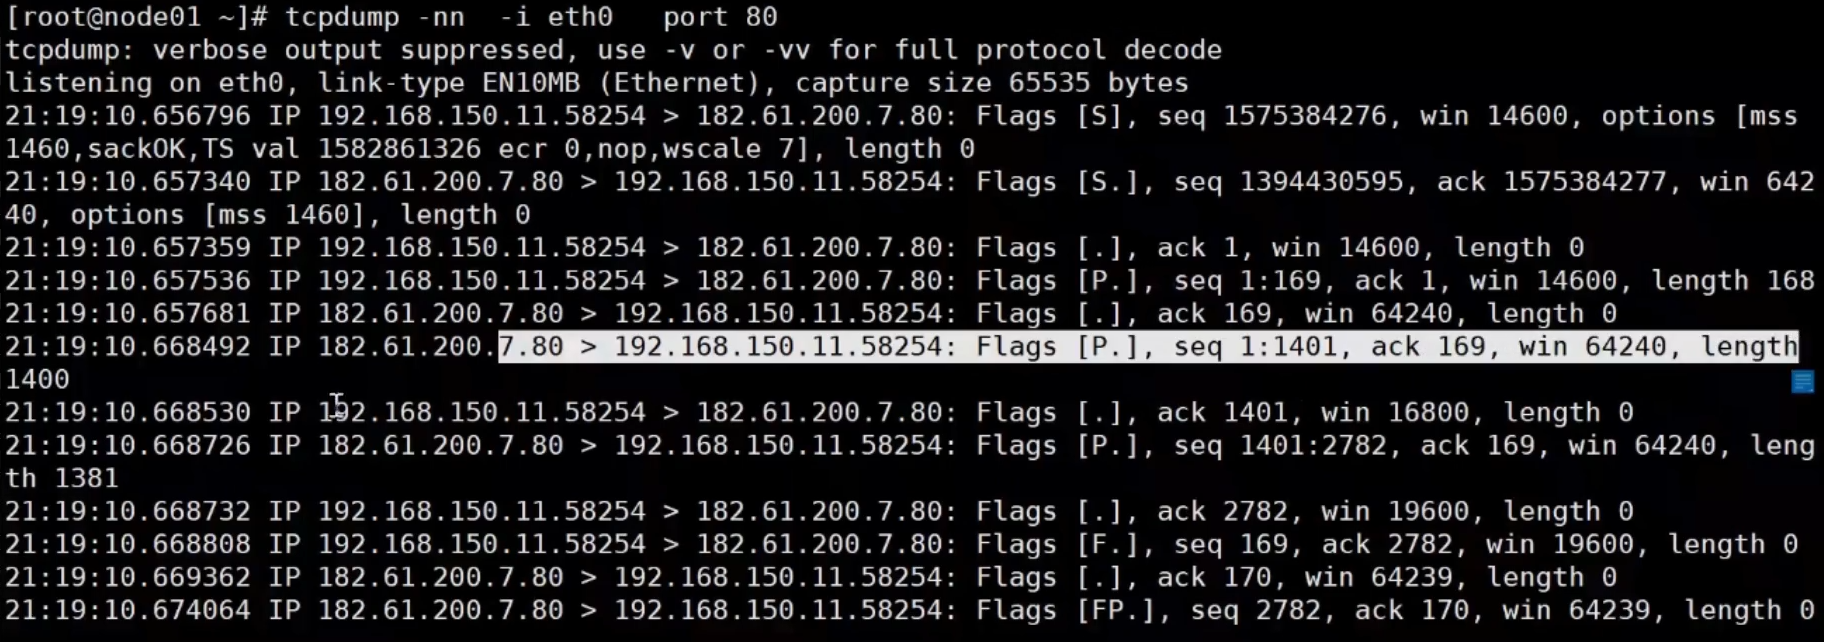 [root@node01 ~]# tcpdump -nn  -i eth0   port 80
tcpdump: verbose output suppressed, use -v or -vv for full protocol decode
listening on eth0, link-type EN10MB (Ethernet), capture size 65535 bytes
21:19:10.656796 IP 192.168.150.11.58254 > 182.61.200.7.80: Flags [S], seq 1575384276, win 14600, options [mss
1460,sackOK,TS val 1582861326 ecr 0,nop,wscale 7], length 0
21:19:10.657340 IP 182.61.200.7.80 > 192.168.150.11.58254: Flags [S.], seq 1394430595, ack 1575384277, win 642
40, options [mss 1460], length 0
21:19:10.657359 IP 192.168.150.11.58254 > 182.61.200.7.80: Flags [.], ack 1, win 14600, length 0
21:19:10.657536 IP 192.168.150.11.58254 > 182.61.200.7.80: Flags [P.], seq 1:169, ack 1, win 14600, length 168
21:19:10.657681 IP 182.61.200.7.80 > 192.168.150.11.58254: Flags [.], ack 169, win 64240, length 0
21:19:10.668492 IP 182.61.200.7.80 > 192.168.150.11.58254: Flags [P.], seq 1:1401, ack 169, win 64240, length
1400
21:19:10.668530 IP 192.168.150.11.58254 > 182.61.200.7.80: Flags [.], ack 1401, win 16800, length 0
21:19:10.668726 IP 182.61.200.7.80 > 192.168.150.11.58254: Flags [P.], seq 1401:2782, ack 169, win 64240, leng
th 1381
21:19:10.668732 IP 192.168.150.11.58254 > 182.61.200.7.80: Flags [.], ack 2782, win 19600, length 0
21:19:10.668808 IP 192.168.150.11.58254 > 182.61.200.7.80: Flags [F.], seq 169, ack 2782, win 19600, length 0
21:19:10.669362 IP 182.61.200.7.80 > 192.168.150.11.58254: Flags [.], ack 170, win 64239, length 0
21:19:10.674064 IP 182.61.200.7.80 > 192.168.150.11.58254: Flags [FP.], seq 2782, ack 170, win 64239, length 0